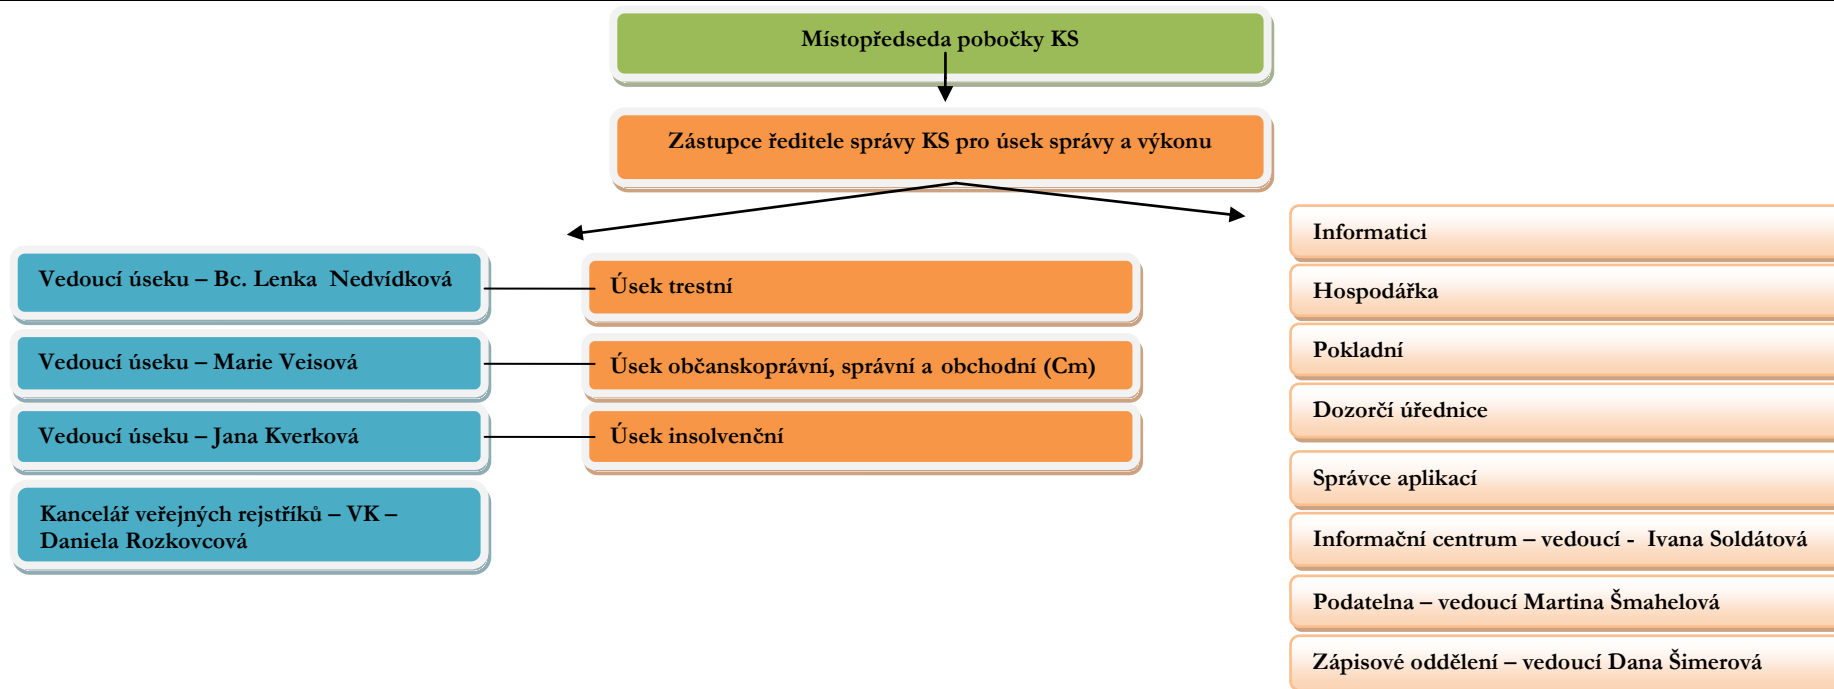 Místopředseda pobočky KS
Zástupce ředitele správy KS pro úsek správy a výkonu
Vedoucí úseku – Bc. Lenka  Nedvídková
Úsek trestní
Vedoucí úseku – Marie Veisová
Úsek občanskoprávní, správní a obchodní (Cm)
Vedoucí úseku – Jana Kverková
Úsek insolvenční
Kancelář veřejných rejstříků – VK –
Daniela Rozkovcová
Informatici
Hospodářka
Pokladní
Dozorčí úřednice
Správce aplikací
Informační centrum – vedoucí -  Ivana Soldátová
Podatelna – vedoucí Martina Šmahelová
Zápisové oddělení – vedoucí Dana Šimerová